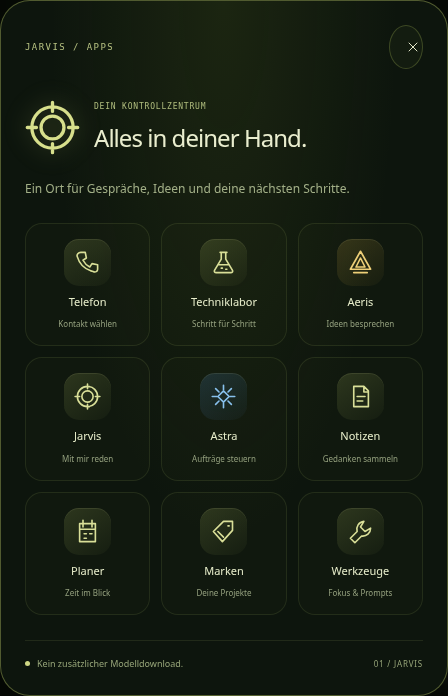 JARVIS / APPS
DEIN KONTROLLZENTRUM
Alles in deiner Hand.
Ein Ort für Gespräche, Ideen und deine nächsten Schritte.
Telefon
Kontakt wählen
Techniklabor
Schritt für Schritt
Aeris
Ideen besprechen
Jarvis
Mit mir reden
Astra
Aufträge steuern
Notizen
Gedanken sammeln
Planer
Zeit im Blick
Marken
Deine Projekte
Werkzeuge
Fokus & Prompts
Kein zusätzlicher Modelldownload.
01 / JARVIS